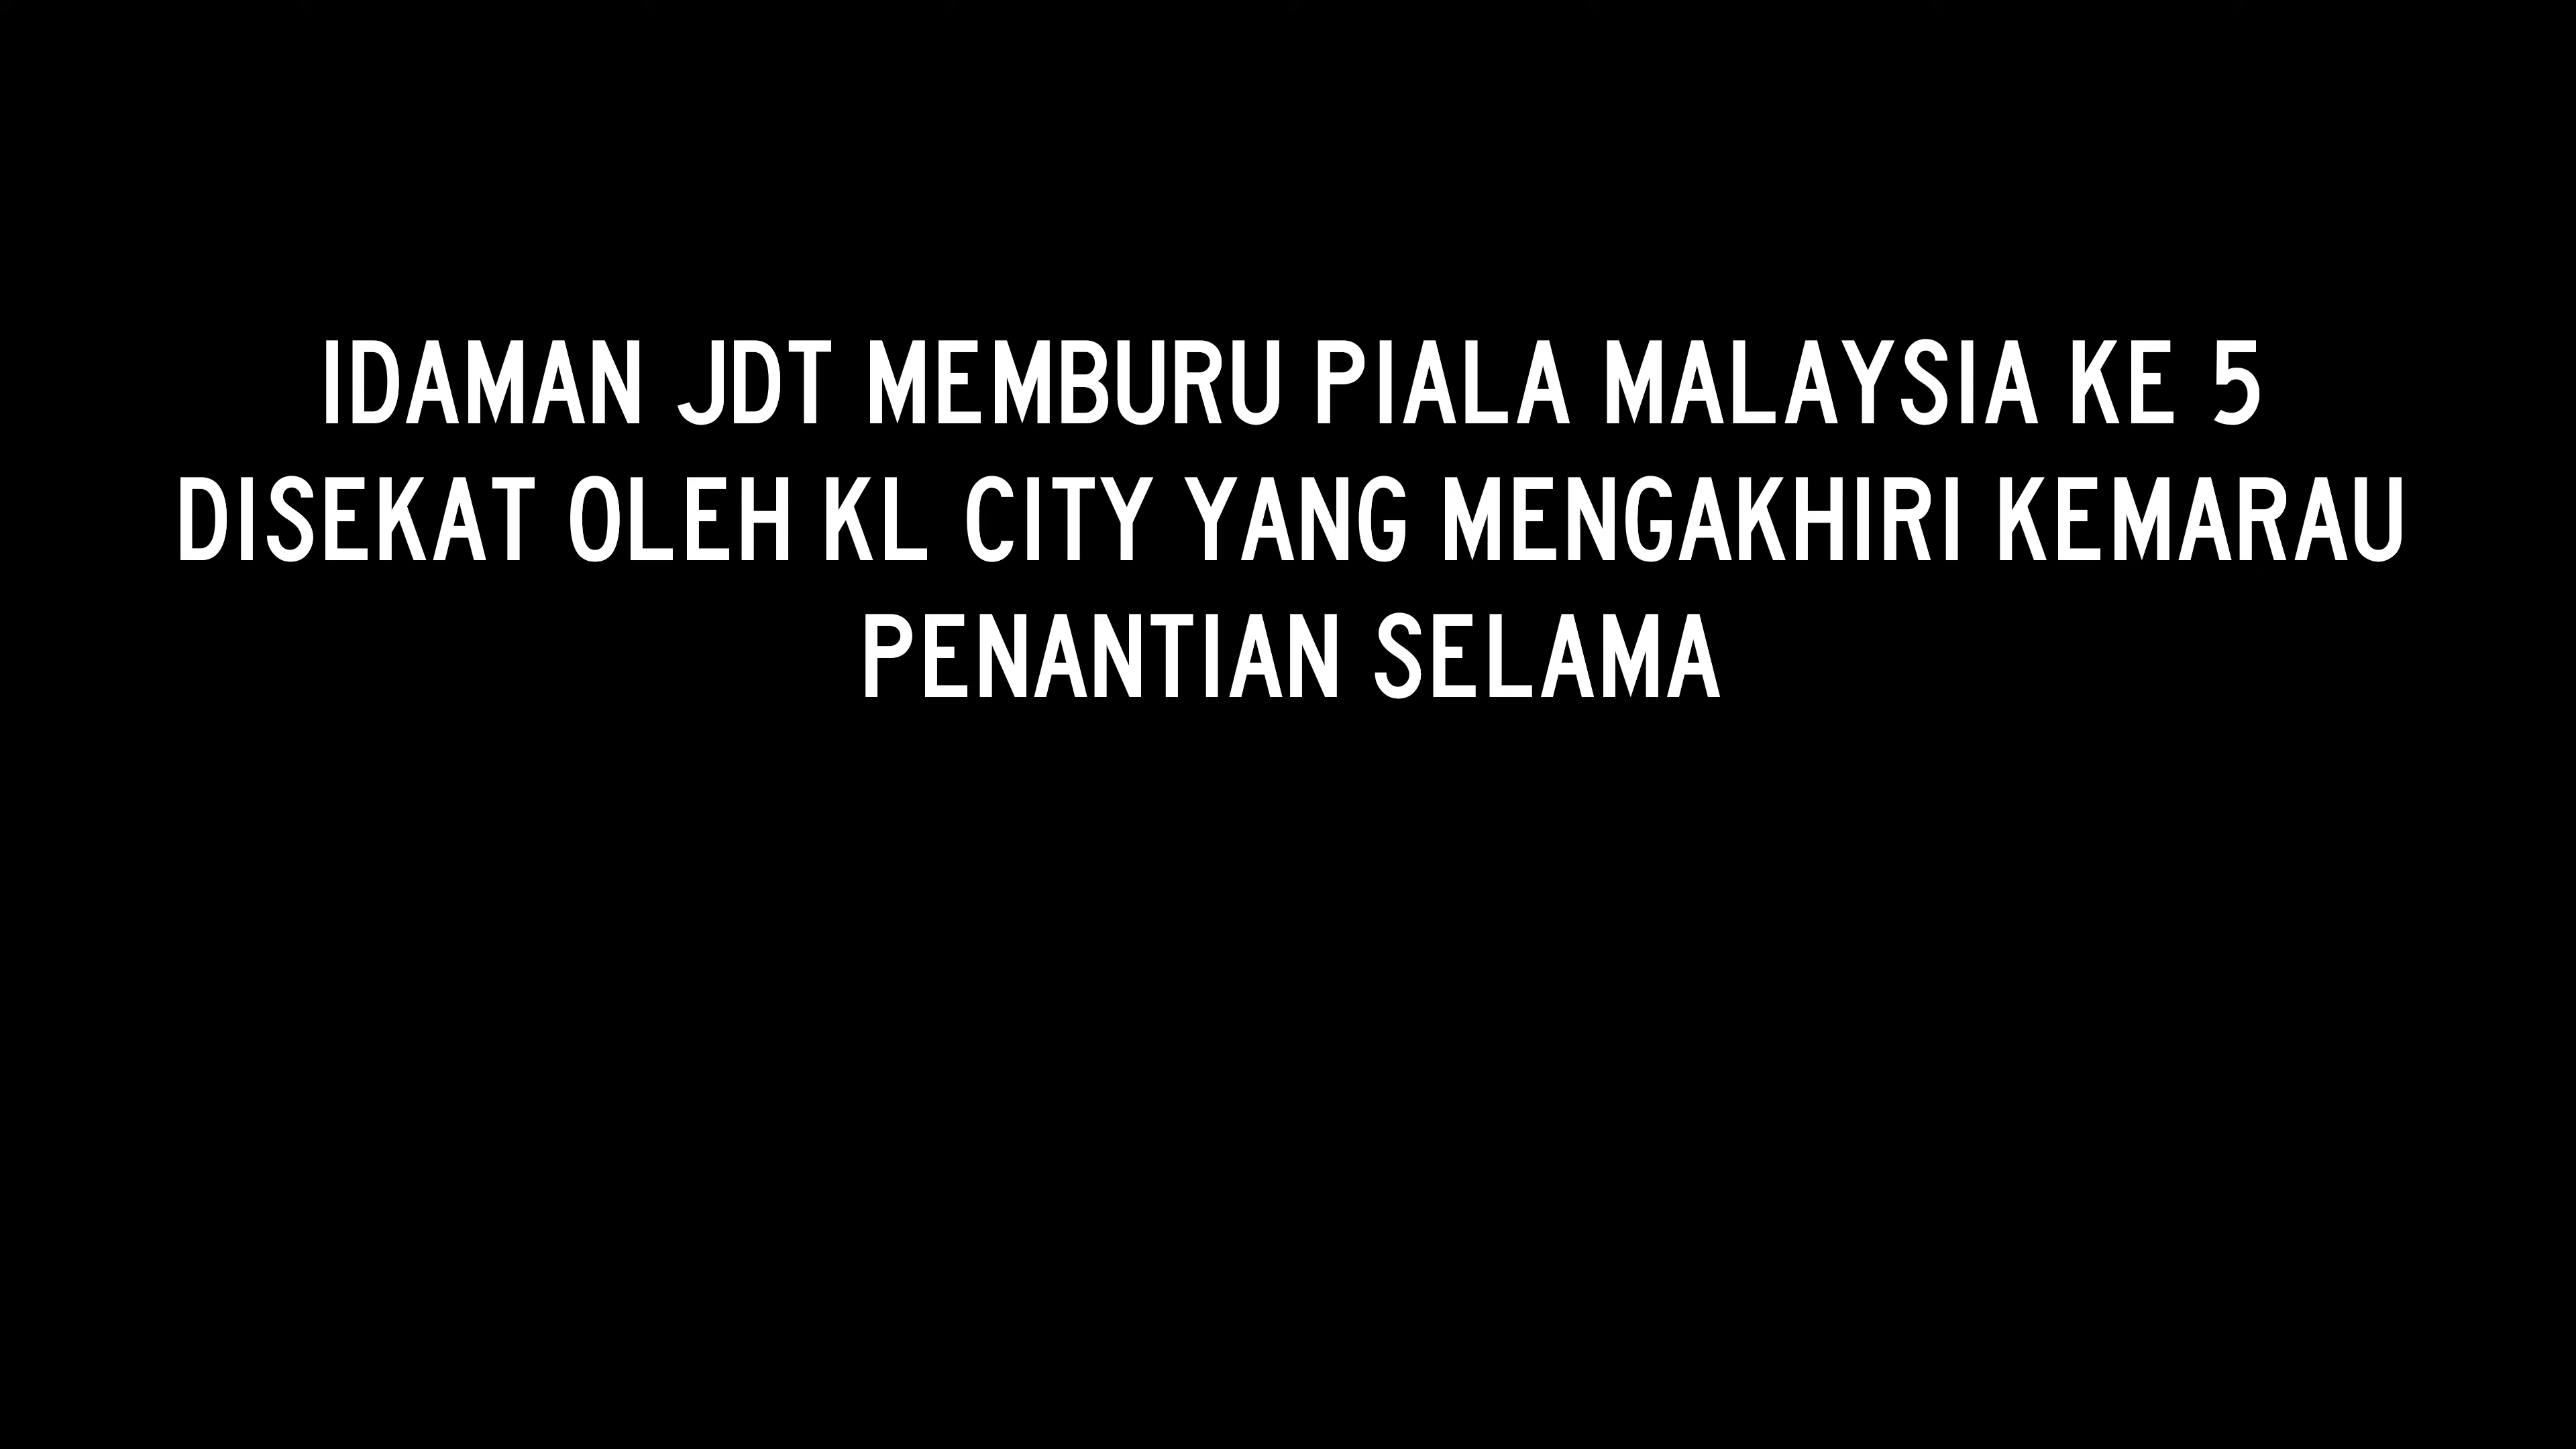 IDAMAN JDT MEMBURU PIALA MALAYSIA KE 5
DISEKAT OLEH KL CITY YANG MENGAKHIRI KEMARAU
PENANTIAN SELAMA